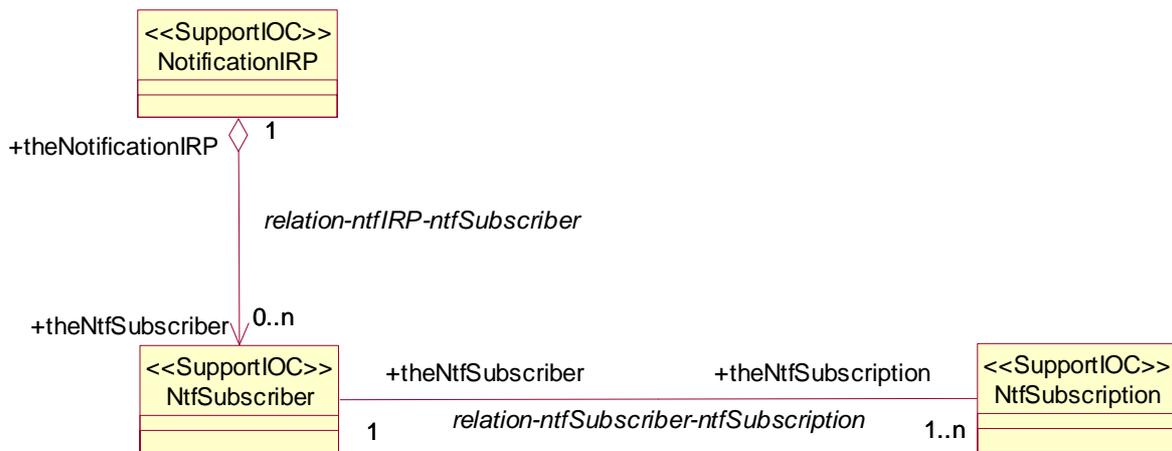 <<SupportIOC>>
NotificationIRP
1
+theNotificationIRP
relation-ntfIRP-ntfSubscriber
0..n
+theNtfSubscriber
<<SupportIOC>>
NtfSubscriber
+theNtfSubscriber
+theNtfSubscription
<<SupportIOC>>
NtfSubscription
relation-ntfSubscriber-ntfSubscription
1
1..n